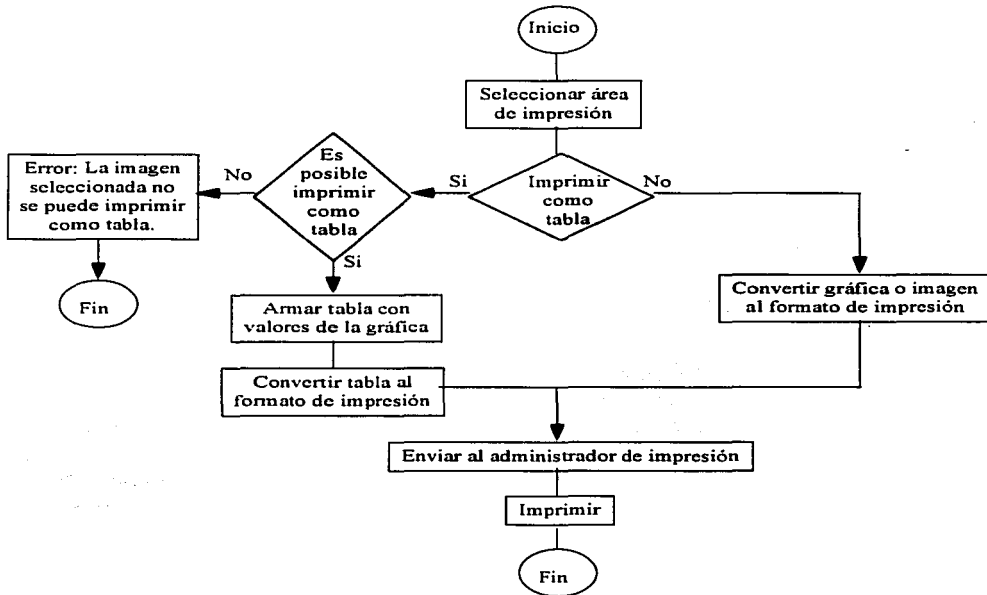 Inicio
Seleccionar área
de impresión
Imprimir
como
tabla
Si
No
Es
posible
imprimir
como
tabla
No
Si
Error: La imagen
seleccionada no
se puede imprimir
como tabla.
Fin
Armar tabla con
valores de la gráfica
Convertir tabla al
formato de impresión
Convertir gráfica o imagen
al formato de impresión
Enviar al administrador de impresión
Imprimir
Fin